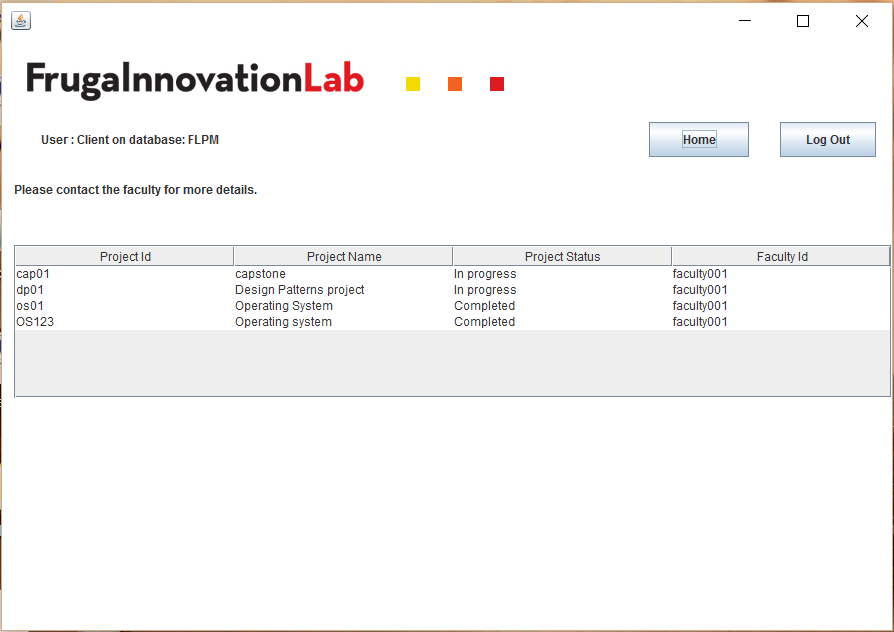 FrugaInnovationLab
User : Client on database: FLPM
Home
Log Out
Please contact the faculty for more details.
Project Id Project Name Project Status Faculty Id
cap01 capstone In progress faculty001
dp01 Design Patterns project In progress faculty001
os01 Operating System Completed faculty001
OS123 Operating system Completed faculty001